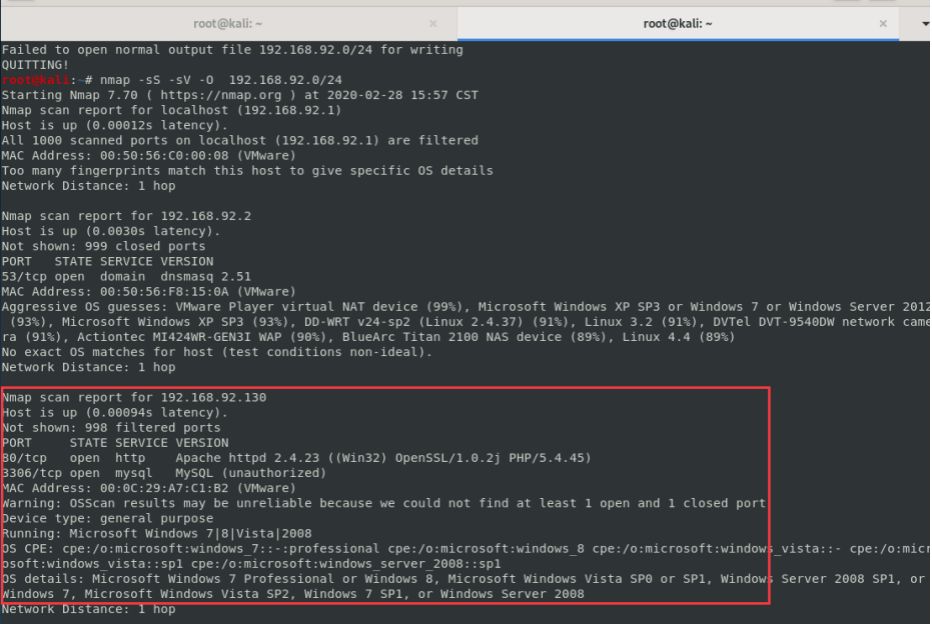 root@kali: ~
root@kali: ~
Failed to open normal output file 192.168.92.0/24 for writing
QUITTING!
root@kali:~# nmap -sS -sV -O  192.168.92.0/24
Starting Nmap 7.70 ( https://nmap.org ) at 2020-02-28 15:57 CST
Nmap scan report for localhost (192.168.92.1)
Host is up (0.00012s latency).
All 1000 scanned ports on localhost (192.168.92.1) are filtered
MAC Address: 00:50:56:C0:00:08 (VMware)
Too many fingerprints match this host to give specific OS details
Network Distance: 1 hop
Nmap scan report for 192.168.92.2
Host is up (0.0030s latency).
Not shown: 999 closed ports
PORT   STATE SERVICE VERSION
53/tcp open  domain  dnsmasq 2.51
MAC Address: 00:50:56:F8:15:0A (VMware)
Aggressive OS guesses: VMware Player virtual NAT device (99%), Microsoft Windows XP SP3 or Windows 7 or Windows Server 2012
(93%), Microsoft Windows XP SP3 (93%), DD-WRT v24-sp2 (Linux 2.4.37) (91%), Linux 3.2 (91%), DVTel DVT-9540DW network came
ra (91%), Actiontec MI424WR-GEN3I WAP (90%), BlueArc Titan 2100 NAS device (89%), Linux 4.4 (89%)
No exact OS matches for host (test conditions non-ideal).
Network Distance: 1 hop
Nmap scan report for 192.168.92.130
Host is up (0.00094s latency).
Not shown: 998 filtered ports
PORT     STATE SERVICE VERSION
80/tcp   open  http    Apache httpd 2.4.23 ((Win32) OpenSSL/1.0.2j PHP/5.4.45)
3306/tcp open  mysql   MySQL (unauthorized)
MAC Address: 00:0C:29:A7:C1:B2 (VMware)
Warning: OSScan results may be unreliable because we could not find at least 1 open and 1 closed port
Device type: general purpose
Running: Microsoft Windows 7|8|Vista|2008
OS CPE: cpe:/o:microsoft:windows_7::-:professional cpe:/o:microsoft:windows_8 cpe:/o:microsoft:windows_vista::- cpe:/o:micr
osoft:windows_vista::sp1 cpe:/o:microsoft:windows_server_2008::sp1
OS details: Microsoft Windows 7 Professional or Windows 8, Microsoft Windows Vista SP0 or SP1, Windows Server 2008 SP1, or
Windows 7, Microsoft Windows Vista SP2, Windows 7 SP1, or Windows Server 2008
Network Distance: 1 hop